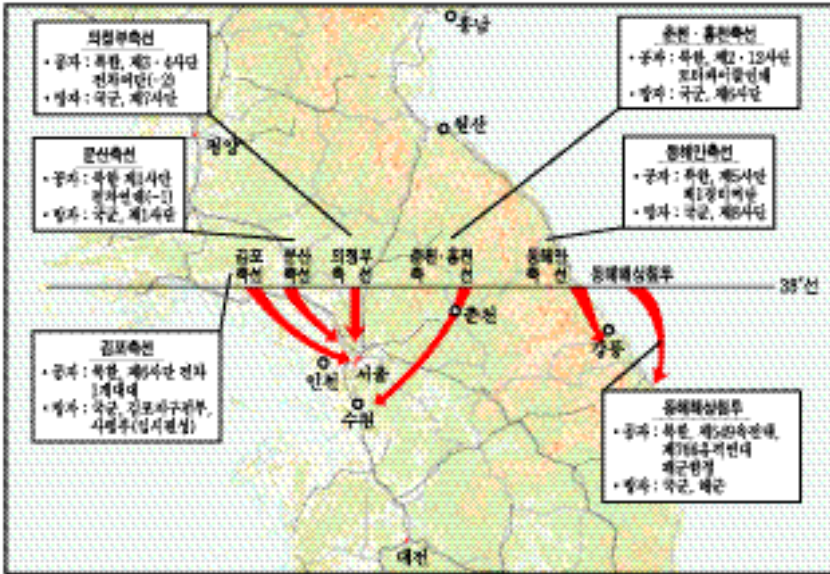 흥남
의정부축선
• 공자 : 북한, 제3·4사단
전차여단(-2)
• 방자 : 국군, 제7사단
춘천·홍천축선
• 공자 : 북한, 제2·12사단
모터싸이클연대
• 방자 : 국군, 제6사단
원산
평양
문산축선
• 공자 : 북한 제1사단
전차연대(-1)
• 방자 : 국군, 제1사단
동해안축선
• 공자 : 북한, 제5사단
• 방자 : 국군, 제8사단
김포
축선
문산
축선
의정부
축 선
춘천·홍천
축 선
동해안
축 선
동해해상침투
38°선
춘천
강릉
인천
서울
수원
김포축선
• 공자 : 북한, 제6사단 전차
1개대대
• 방자 : 국군, 김포지구전투,
사령부(임시편성)
동해해상침투
• 공자 : 북한, 제549육전대,
제766유격연대
해군함정
• 방자 : 국군, 해군
대전